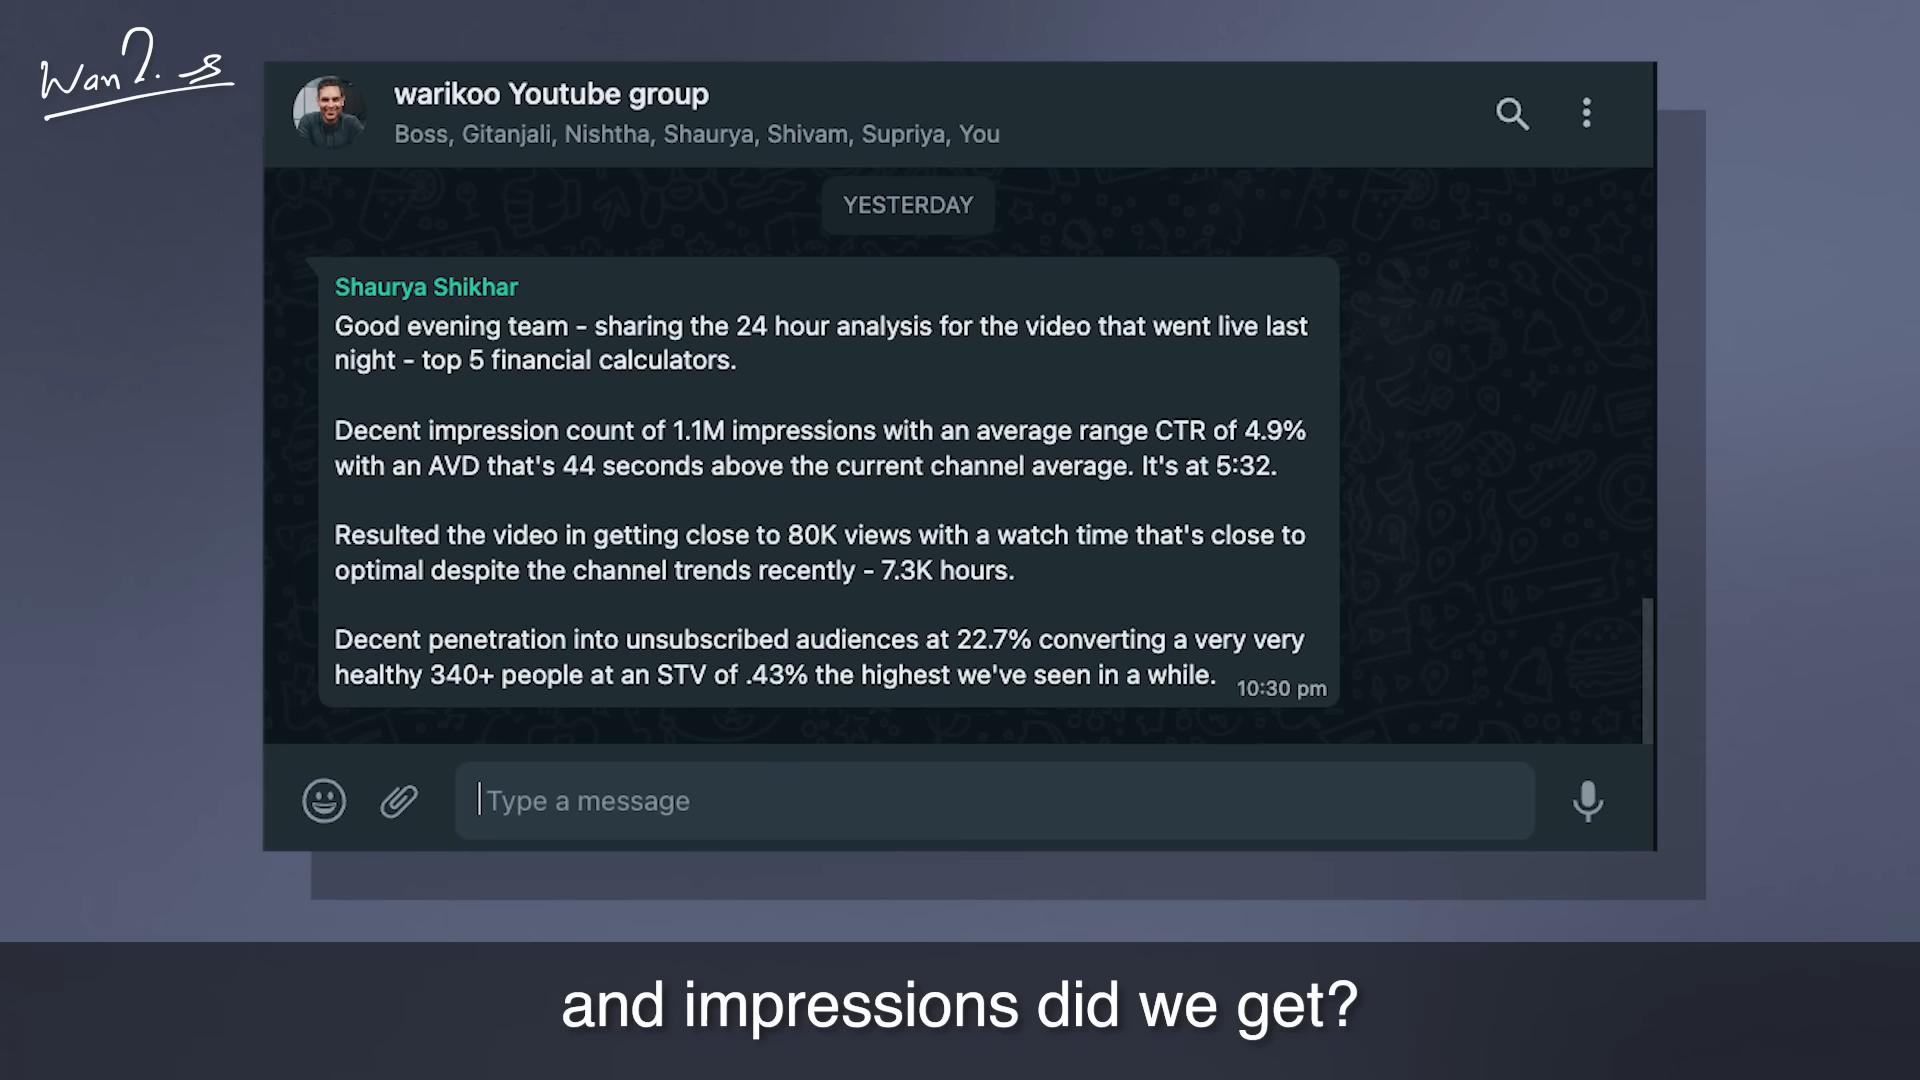 warikoo Youtube group
Boss, Gitanjali, Nishtha, Shaurya, Shivam, Supriya, You
YESTERDAY
Shaurya Shikhar
Good evening team - sharing the 24 hour analysis for the video that went live last
night - top 5 financial calculators.
Decent impression count of 1.1M impressions with an average range CTR of 4.9%
with an AVD that's 44 seconds above the current channel average. It's at 5:32.
Resulted the video in getting close to 80K views with a watch time that's close to
optimal despite the channel trends recently - 7.3K hours.
Decent penetration into unsubscribed audiences at 22.7% converting a very very
healthy 340+ people at an STV of .43% the highest we've seen in a while.
10:30 pm
Type a message
and impressions did we get?